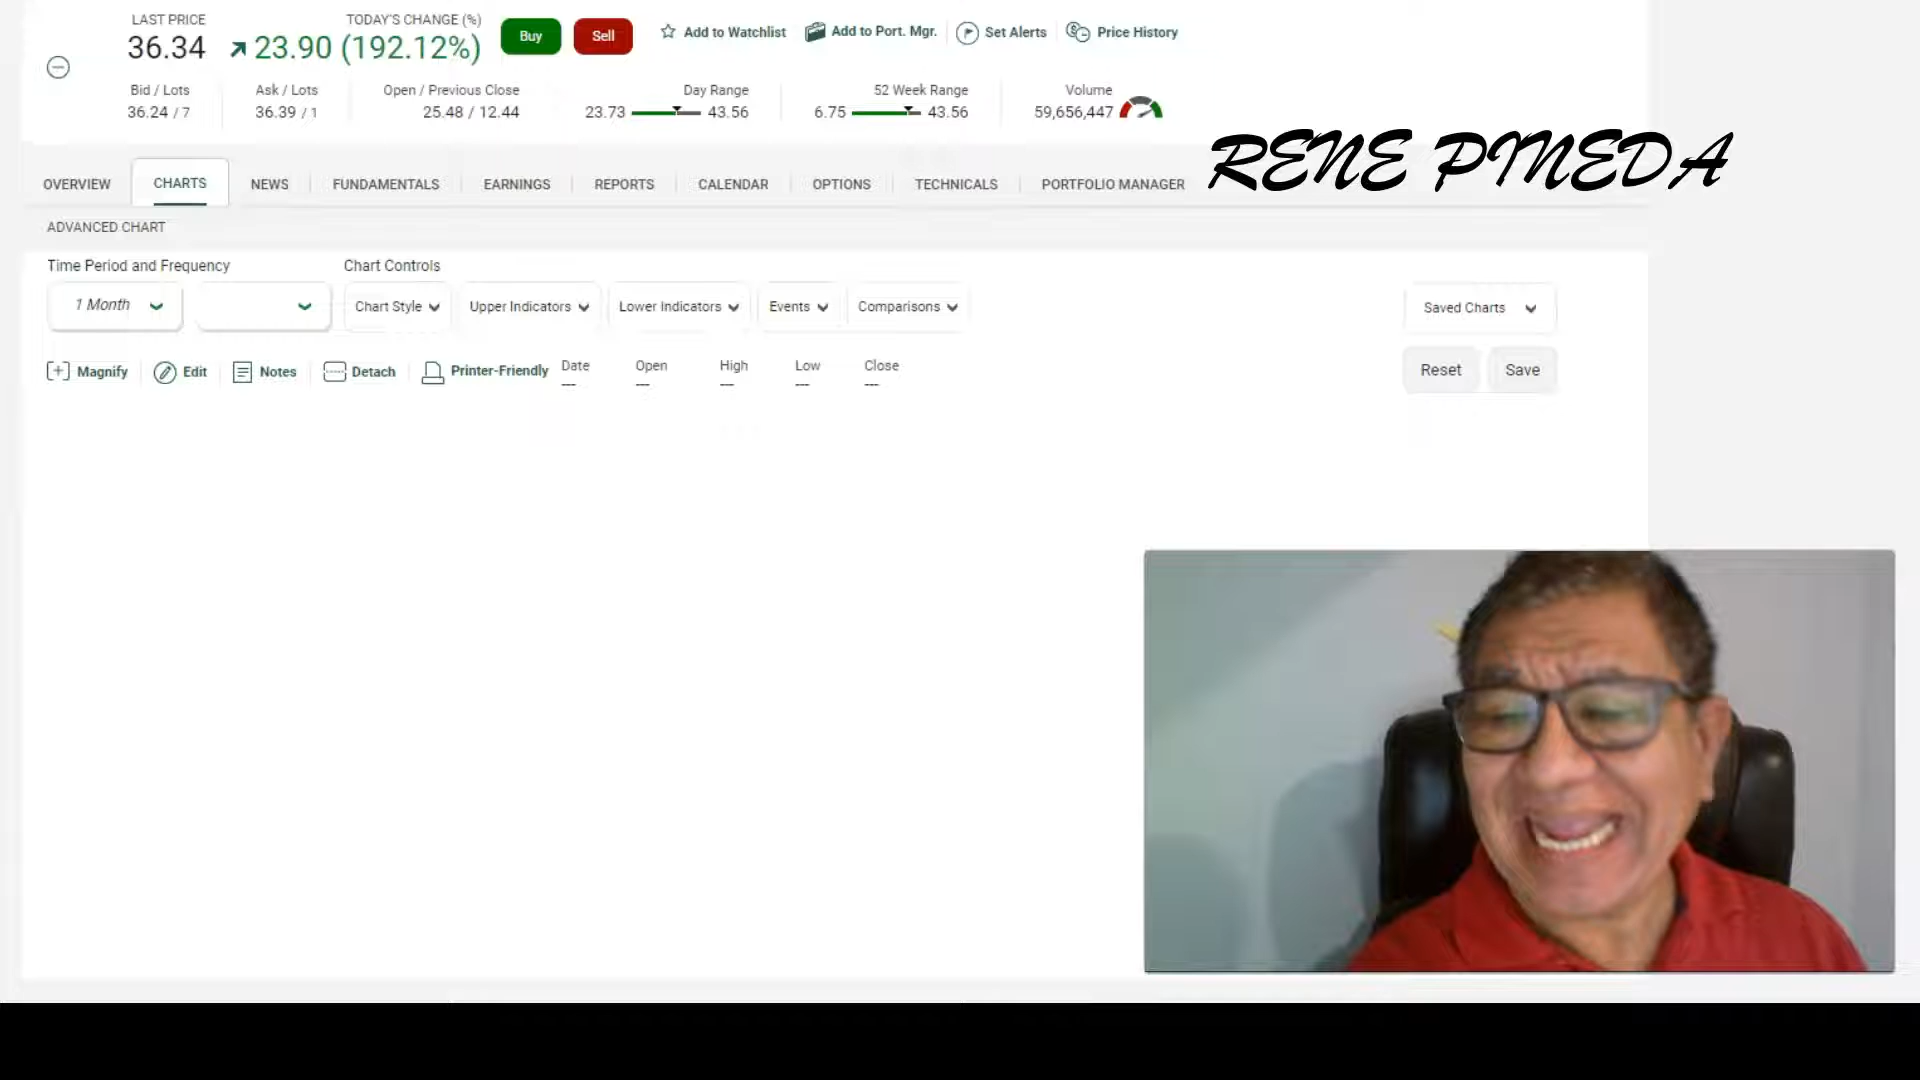 LAST PRICE TODAY'S CHANGE (%)
36.34 23.90 (192.12%) Buy Sell Add to Watchlist Add to Port. Mgr. Set Alerts Price History
Bid / Lots Ask / Lots Open / Previous Close Day Range 52 Week Range Volume
36.24 / 7 36.39 / 1 25.48 / 12.44 23.73 43.56 6.75 43.56 59,656,447
RENE PINEDA
OVERVIEW CHARTS NEWS FUNDAMENTALS EARNINGS REPORTS CALENDAR OPTIONS TECHNICALS PORTFOLIO MANAGER
ADVANCED CHART
Time Period and Frequency Chart Controls
1 Month Chart Style Upper Indicators Lower Indicators Events Comparisons Saved Charts
Magnify Edit Notes Detach Printer-Friendly Date Open High Low Close Reset Save
-- -- -- -- --